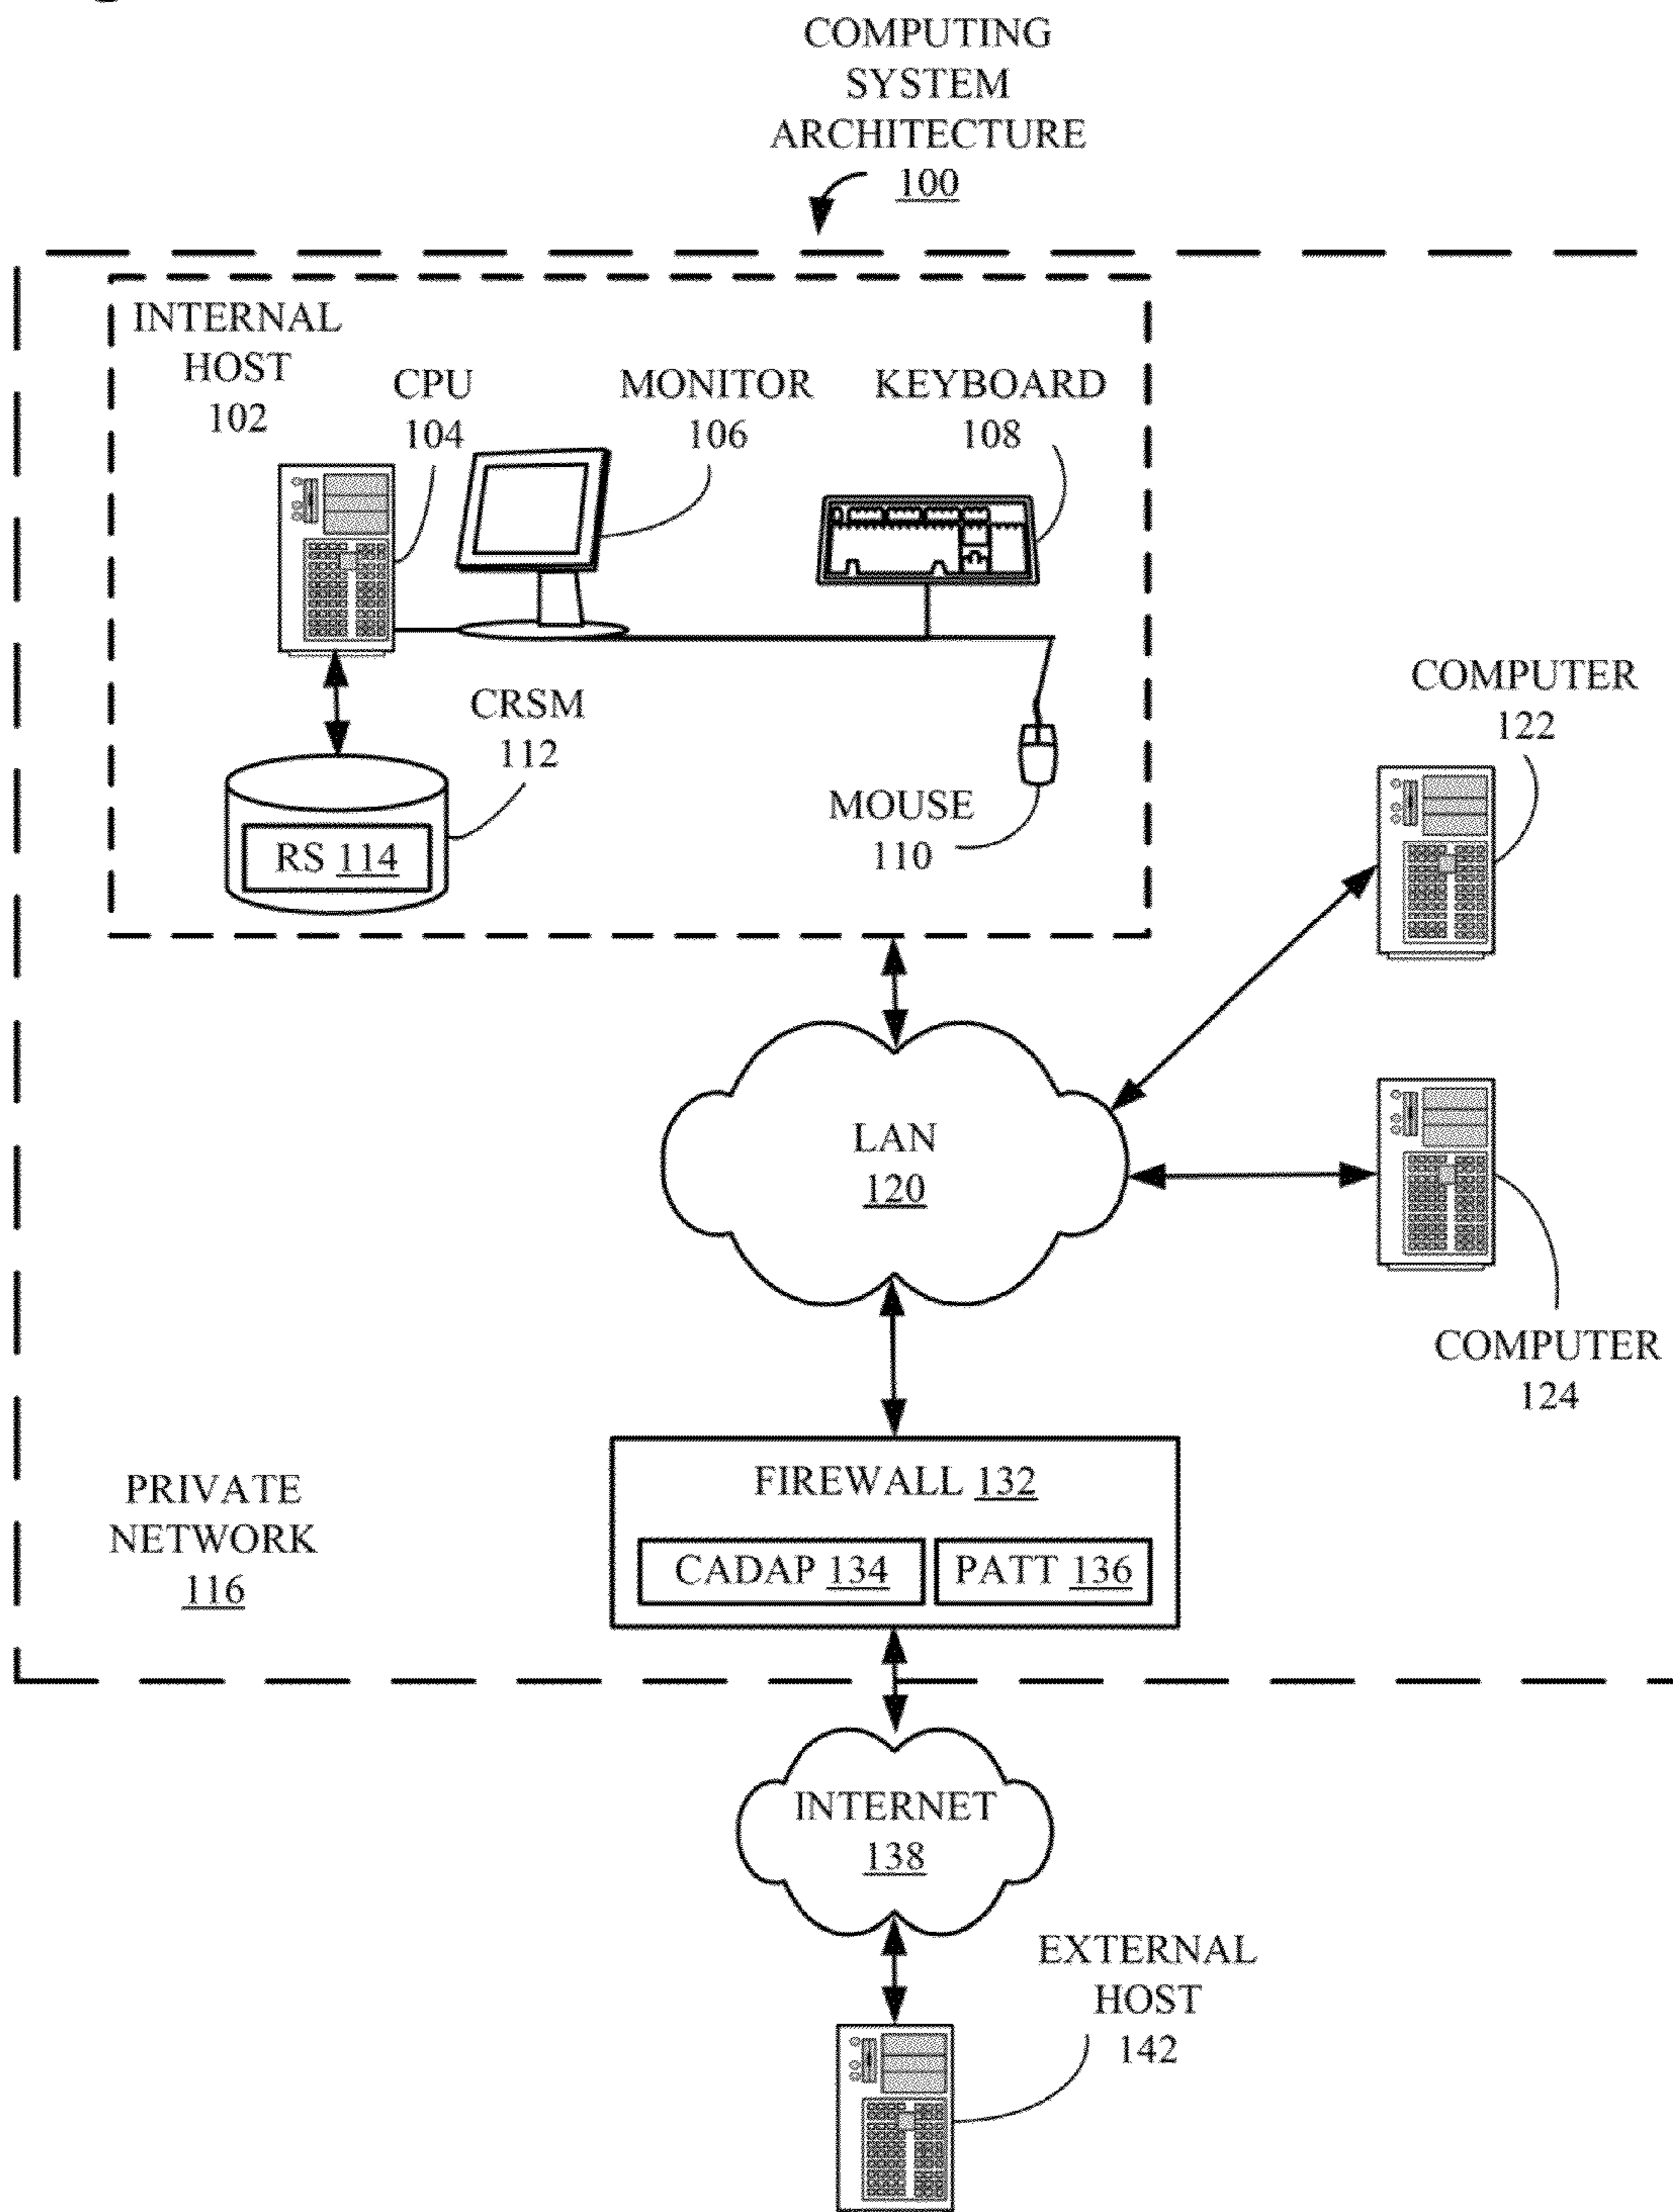 COMPUTING
SYSTEM
ARCHITECTURE
100
INTERNAL
HOST
102
CPU
104
MONITOR
106
KEYBOARD
108
CRSM
112
RS 114
MOUSE
110
COMPUTER
122
LAN
120
COMPUTER
124
FIREWALL 132
CADAP 134
PATT 136
PRIVATE
NETWORK
116
INTERNET
138
EXTERNAL
HOST
142